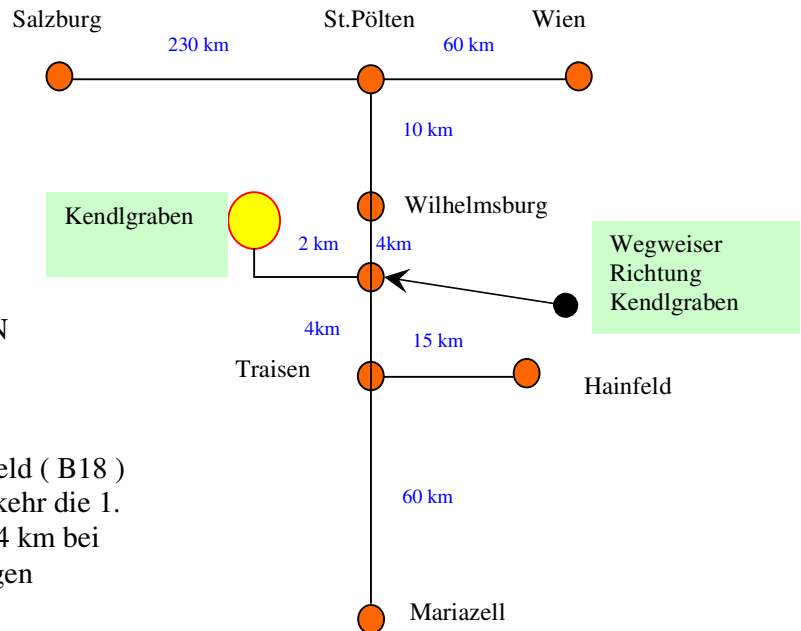 Salzburg
St.Pölten
Wien
230 km
60 km
10 km
Kendlgraben
Wilhelmsburg
2 km
4km
Wegweiser
Richtung
Kendlgraben
N
4km
15 km
Traisen
Hainfeld
eld ( B18 )
kehr die 1.
4 km bei
gen
60 km
Mariazell